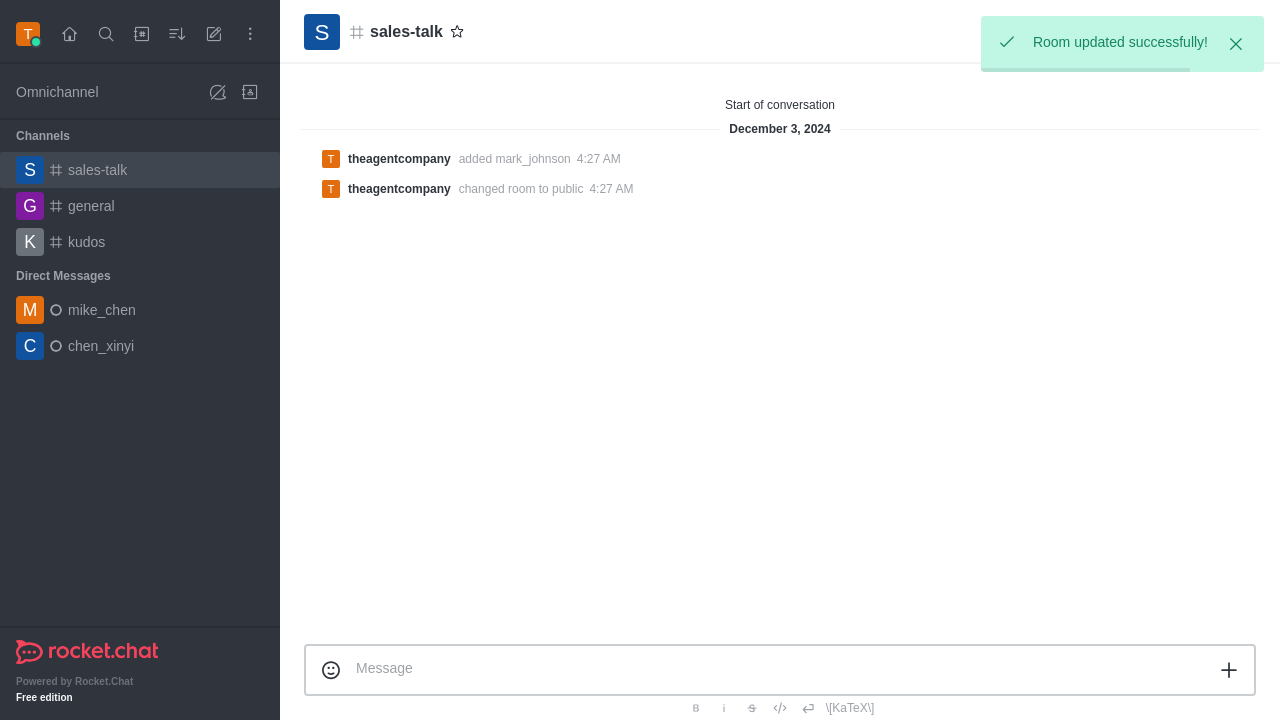 T
Omnichannel
Channels
S sales-talk
G general
K kudos
Direct Messages
M mike_chen
C chen_xinyi
rocket.chat
Powered by Rocket.Chat
Free edition
S sales-talk
Room updated successfully!
Start of conversation
December 3, 2024
T theagentcompany added mark_johnson 4:27 AM
T theagentcompany changed room to public 4:27 AM
Message
B i S \[KaTeX\]